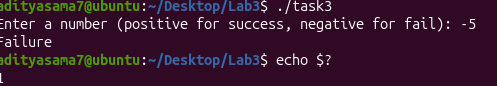 adityasama7@ubuntu:~/Desktop/Lab3$ ./task3
Enter a number (positive for success, negative for fail): -5
Failure
adityasama7@ubuntu:~/Desktop/Lab3$ echo $?
1